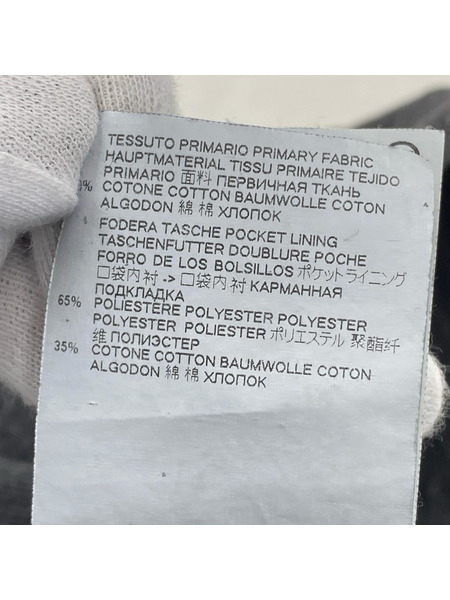 TESSUTO PRIMARIO PRIMARY FABRIC
HAUPTMATERIAL TISSU PRIMAIRE TEJIDO
PRIMARIO 面料 ПЕРВИЧНАЯ ТКАНЬ
COTONE COTTON BAUMWOLLE COTON
ALGODON 綿 棉 ХЛОПОК
FODERA TASCHE POCKET LINING
TASCHENFUTTER DOUBLURE POCHE
FORRO DE LOS BOLSILLOS ポケットライニング
口袋内衬 -> 口袋内衬 КАРМАННАЯ
ПОДКЛАДКА
65% POLIESTERE POLYESTER POLYESTER
POLYESTER POLIESTER ポリエステル 聚酯纤
维 ПОЛИЭСТЕР
35% COTONE COTTON BAUMWOLLE COTON
ALGODON 綿 棉 ХЛОПОК